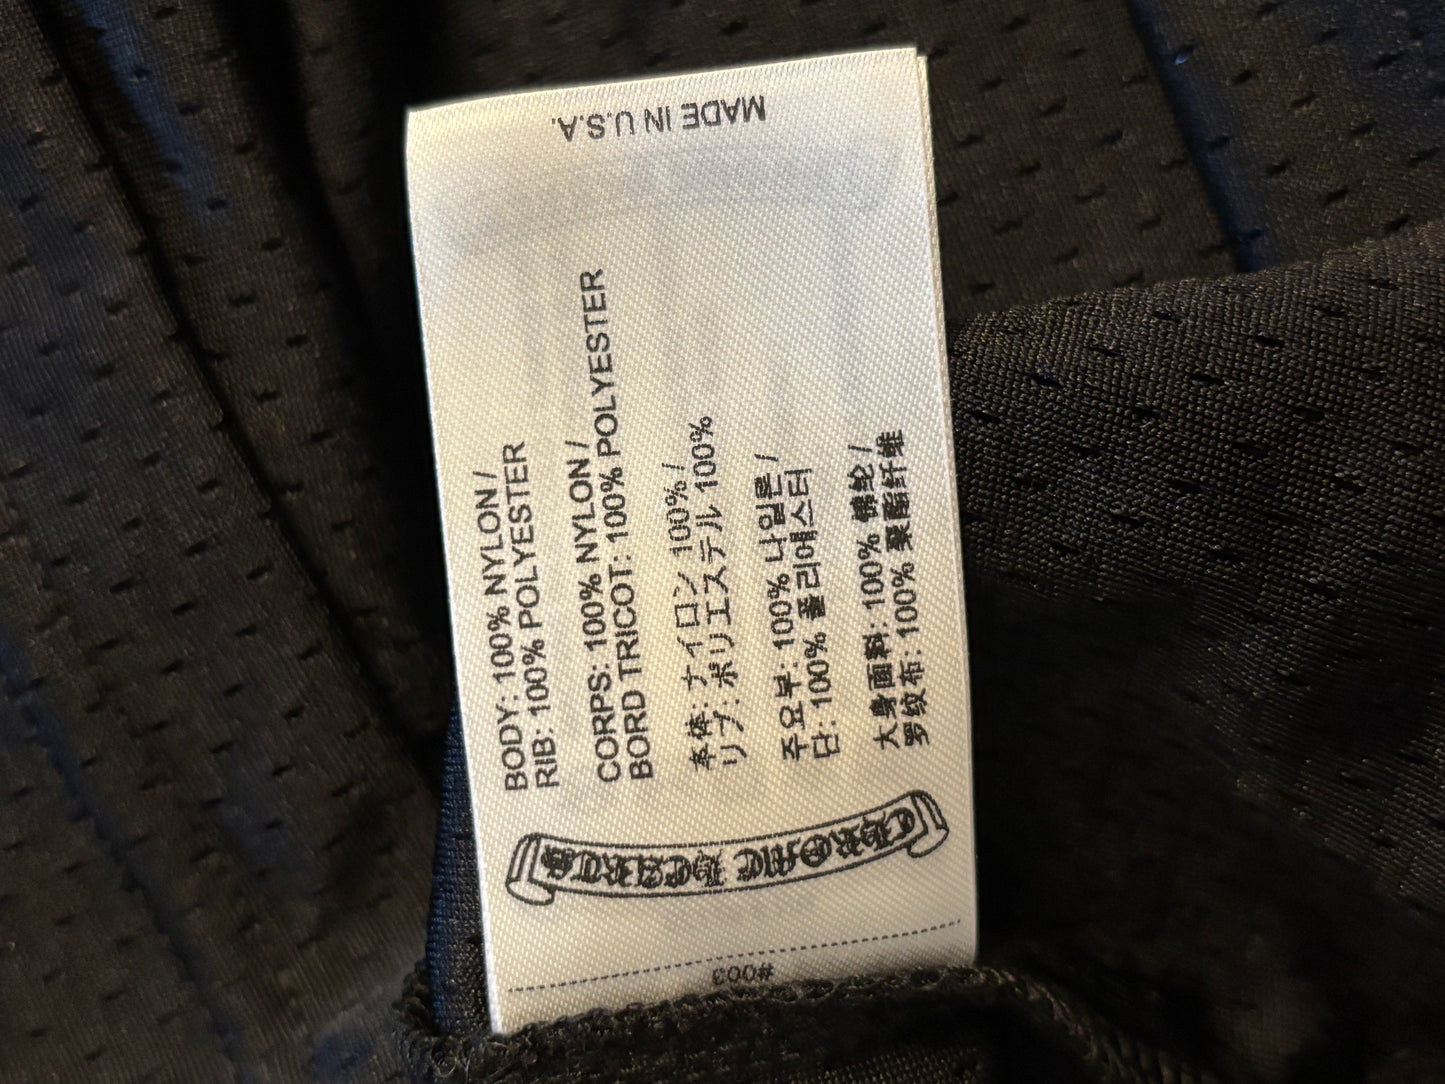 MADE IN U.S.A.
BODY: 100% NYLON /
RIB: 100% POLYESTER
CORPS: 100% NYLON /
BORD TRICOT: 100% POLYESTER
本体: ナイロン 100% /
リブ: ポリエステル 100%
주요부: 100% 나일론 /
단: 100% 폴리에스터
大身面料: 100% 锦纶 /
罗纹布: 100% 聚酯纤维
CHROME HEARTS
#003